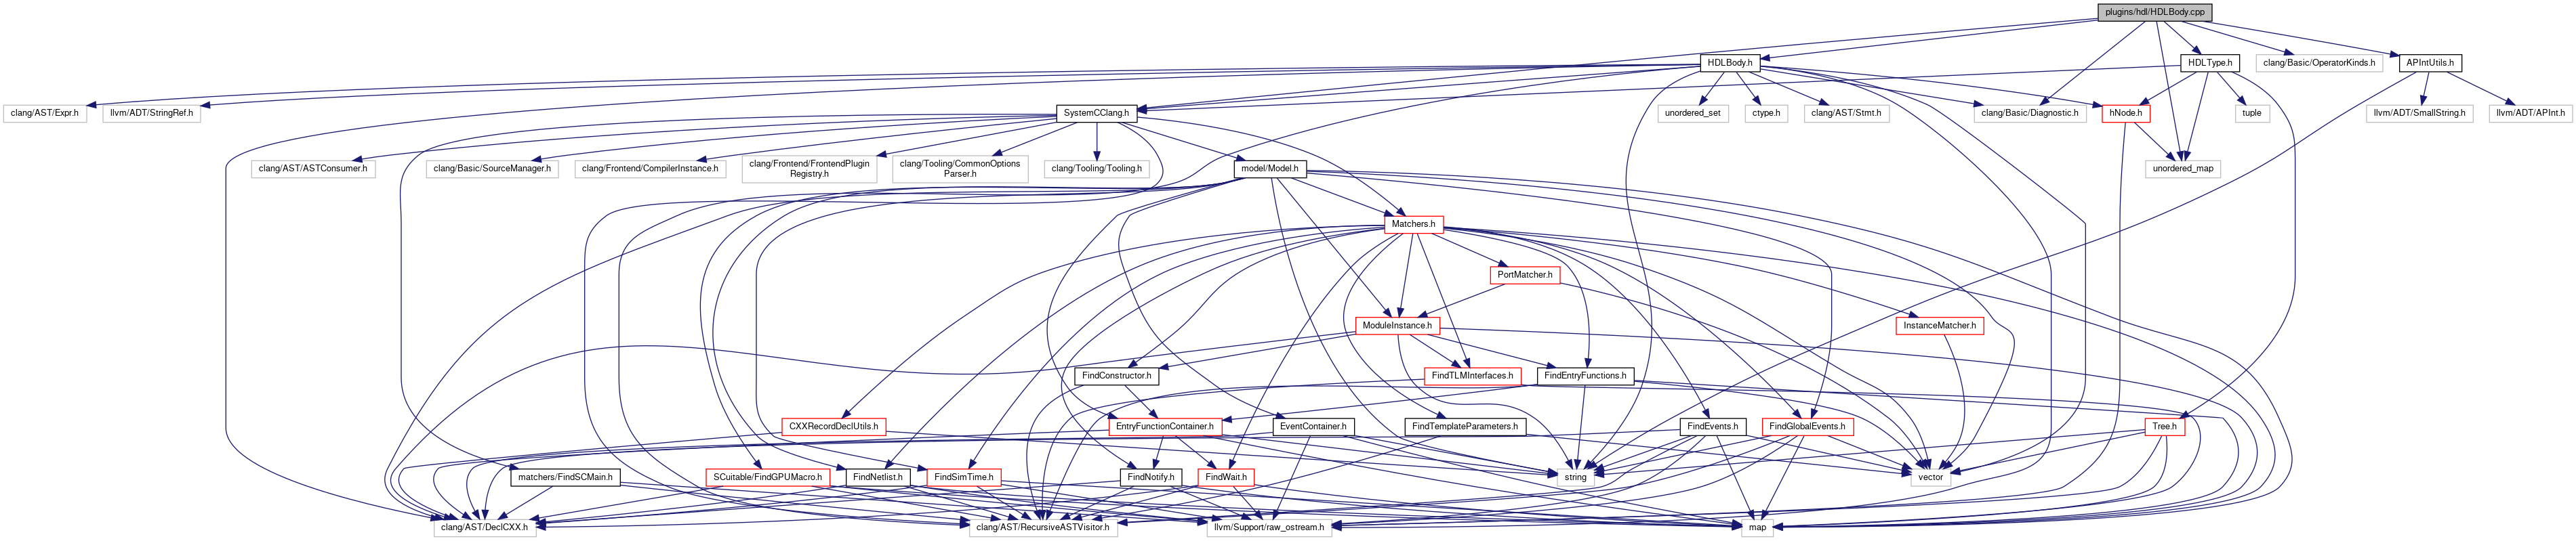 plugins/hdl/HDLBody.cpp
HDLBody.h
HDLType.h
clang/Basic/OperatorKinds.h
APIntUtils.h
clang/AST/Expr.h
llvm/ADT/StringRef.h
SystemCClang.h
unordered_set
ctype.h
clang/AST/Stmt.h
clang/Basic/Diagnostic.h
hNode.h
tuple
llvm/ADT/SmallString.h
llvm/ADT/APInt.h
clang/AST/ASTConsumer.h
clang/Basic/SourceManager.h
clang/Frontend/CompilerInstance.h
clang/Frontend/FrontendPlugin
Registry.h
clang/Tooling/CommonOptions
Parser.h
clang/Tooling/Tooling.h
model/Model.h
unordered_map
Matchers.h
PortMatcher.h
ModuleInstance.h
InstanceMatcher.h
FindConstructor.h
FindTLMInterfaces.h
FindEntryFunctions.h
CXXRecordDeclUtils.h
EntryFunctionContainer.h
EventContainer.h
FindTemplateParameters.h
FindEvents.h
FindGlobalEvents.h
Tree.h
matchers/FindSCMain.h
SCuitable/FindGPUMacro.h
FindNetlist.h
FindSimTime.h
FindNotify.h
FindWait.h
string
vector
clang/AST/DeclCXX.h
clang/AST/RecursiveASTVisitor.h
llvm/Support/raw_ostream.h
map